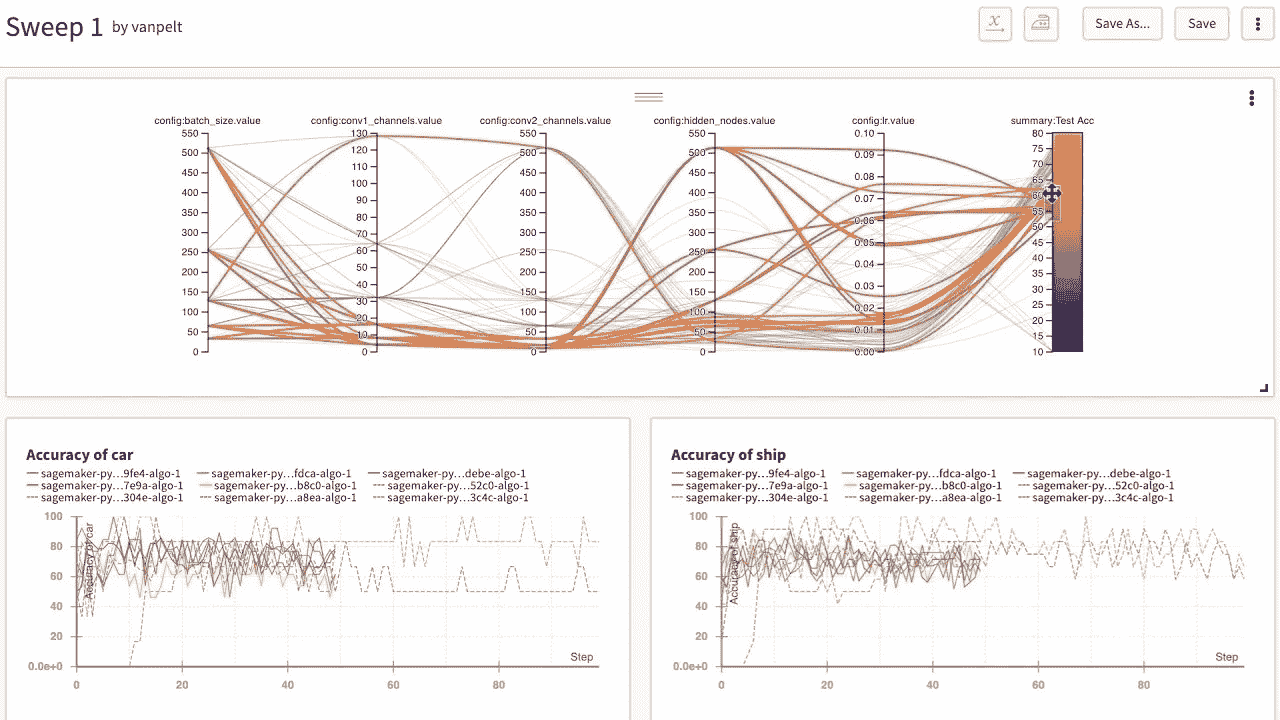 Sweep 1 by vanpelt
x Save As... Save
config:batch_size.value config:conv1_channels.value config:conv2_channels.value config:hidden_nodes.value config:lr.value summary:Test Acc
550 130 550 550 0.10 80
500 120 500 500 0.09 75
450 110 450 450 0.08 70
400 100 400 400 0.07 65
350 90 350 350 0.06 60
300 80 300 300 0.05 55
250 70 250 250 0.04 50
200 60 200 200 0.03 45
150 50 150 150 0.02 40
100 40 100 100 0.01 35
50 30 50 50 0.00 30
0 20 0 0 25
10 20
0 15
10
Accuracy of car
sagemaker-py...9fe4-algo-1 sagemaker-py...fdca-algo-1 sagemaker-py...debe-algo-1
sagemaker-py...7e9a-algo-1 sagemaker-py...b8c0-algo-1 sagemaker-py...52c0-algo-1
sagemaker-py...304e-algo-1 sagemaker-py...a8ea-algo-1 sagemaker-py...3c4c-algo-1
100
80
60
40
20
0.0e+0
Accuracy of car
Step
0 20 40 60 80
Accuracy of ship
sagemaker-py...9fe4-algo-1 sagemaker-py...fdca-algo-1 sagemaker-py...debe-algo-1
sagemaker-py...7e9a-algo-1 sagemaker-py...b8c0-algo-1 sagemaker-py...52c0-algo-1
sagemaker-py...304e-algo-1 sagemaker-py...a8ea-algo-1 sagemaker-py...3c4c-algo-1
100
80
60
40
20
0.0e+0
Accuracy of ship
Step
0 20 40 60 80